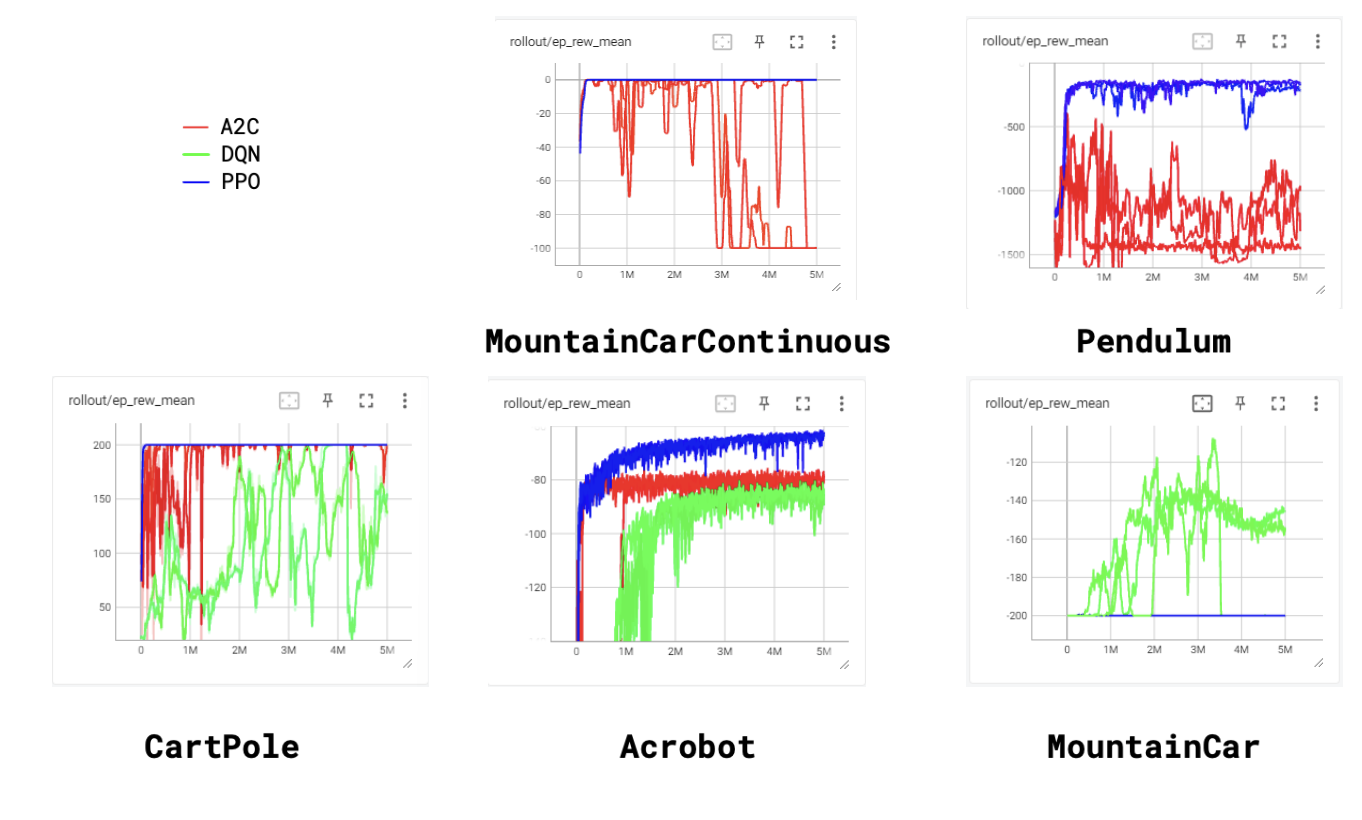 A2C
DQN
PPO
rollout/ep_rew_mean
0
-20
-40
-60
-80
-100
0 1M 2M 3M 4M 5M
MountainCarContinuous
rollout/ep_rew_mean
-500
-1000
-1500
0 1M 2M 3M 4M 5M
Pendulum
rollout/ep_rew_mean
200
150
100
50
0 1M 2M 3M 4M 5M
CartPole
rollout/ep_rew_mean
-80
-100
-120
0 1M 2M 3M 4M 5M
Acrobot
rollout/ep_rew_mean
-120
-140
-160
-180
-200
0 1M 2M 3M 4M 5M
MountainCar